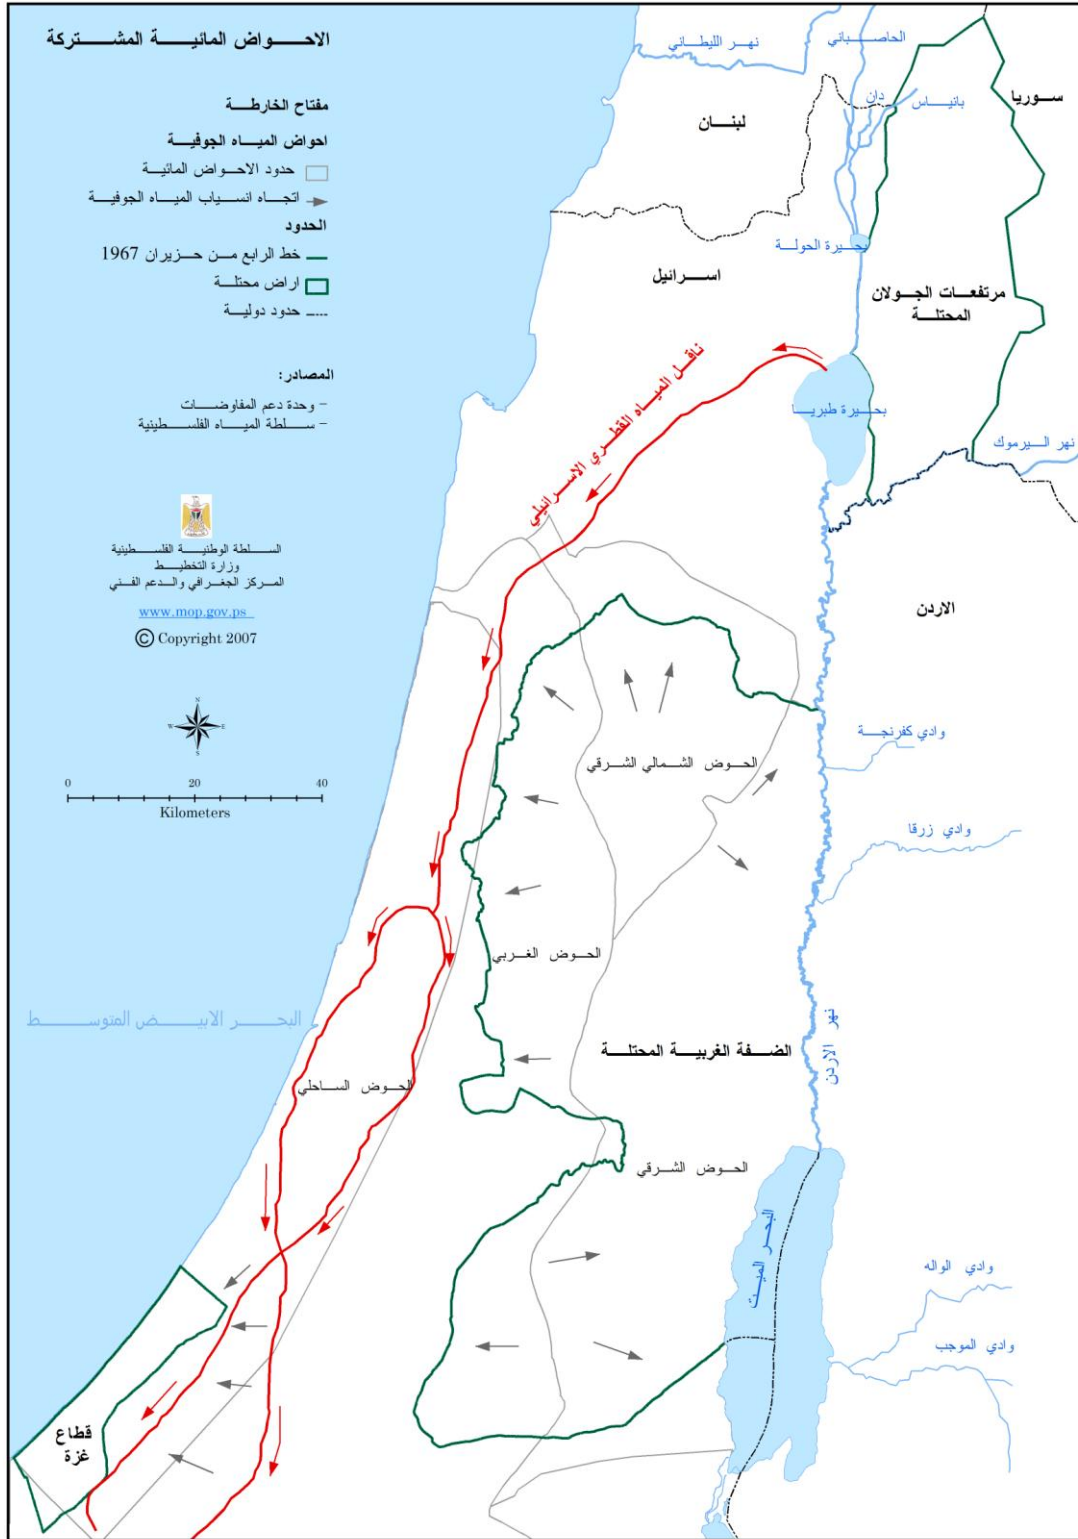 الاحواض المائية المشتركة
مفتاح الخارطة
احواض المياه الجوفية
حدود الاحواض المائية
اتجاه انسياب المياه الجوفية
الحدود
خط الرابع من حزيران 1967
اراض محتلة
حدود دولية
المصادر:
- وحدة دعم المفاوضات
- سلطة المياه الفلسطينية
السلطة الوطنية الفلسطينية
وزارة التخطيط
المركز الجغرافي والدعم الفني
www.mop.gov.ps
© Copyright 2007
N
W E
S
0 20 40
Kilometers
نهر الليطاني
الحاصباني
دان
بانياس
سوريا
لبنان
بحيرة الحولة
اسرائيل
مرتفعات الجولان
المحتلة
ناقل المياه القطري الاسرائيلي
بحيرة طبريا
نهر اليرموك
الاردن
وادي كفرنجة
الحوض الشمالي الشرقي
وادي زرقا
الحوض الغربي
البحر الابيض المتوسط
نهر الاردن
الضفة الغربية المحتلة
الحوض الساحلي
الحوض الشرقي
البحر الميت
وادي الواله
وادي الموجب
قطاع
غزة